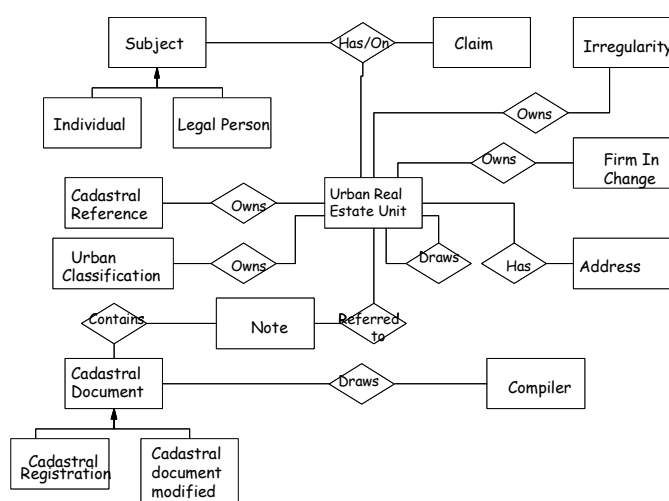 Subject
Has/On
Claim
Irregularity
Individual
Legal Person
Owns
Owns
Firm In
Change
Cadastral
Reference
Owns
Urban Real
Estate Unit
Urban
Classification
Owns
Draws
Has
Address
Contains
Note
Referred
to
Cadastral
Document
Draws
Compiler
Cadastral
Registration
Cadastral
document
modified